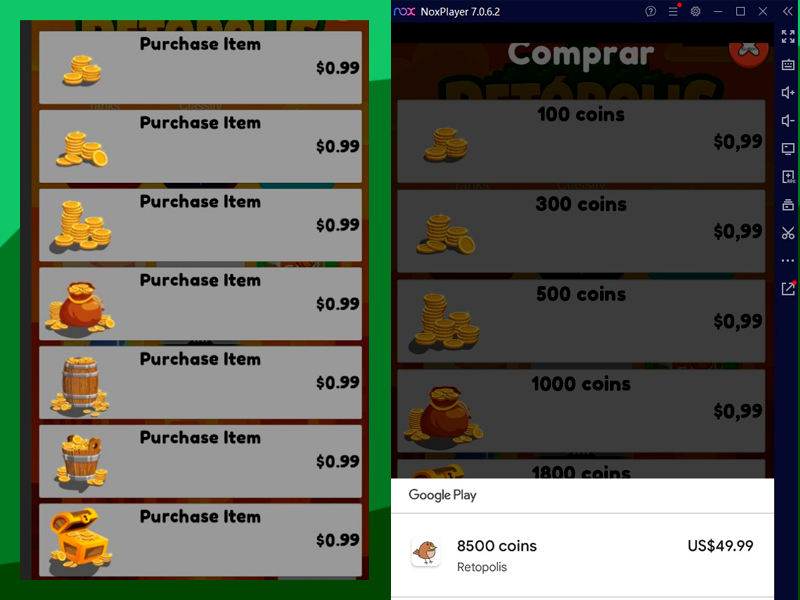 Purchase Item
$0.99
Purchase Item
$0.99
Purchase Item
$0.99
Purchase Item
$0.99
Purchase Item
$0.99
Purchase Item
$0.99
Purchase Item
$0.99
NoxPlayer 7.0.6.2
Comprar
RETÓPOLIS
100 coins
$0,99
300 coins
$0,99
500 coins
$0,99
1000 coins
$0,99
1800 coins
Google Play
8500 coins
US$49.99
Retopolis